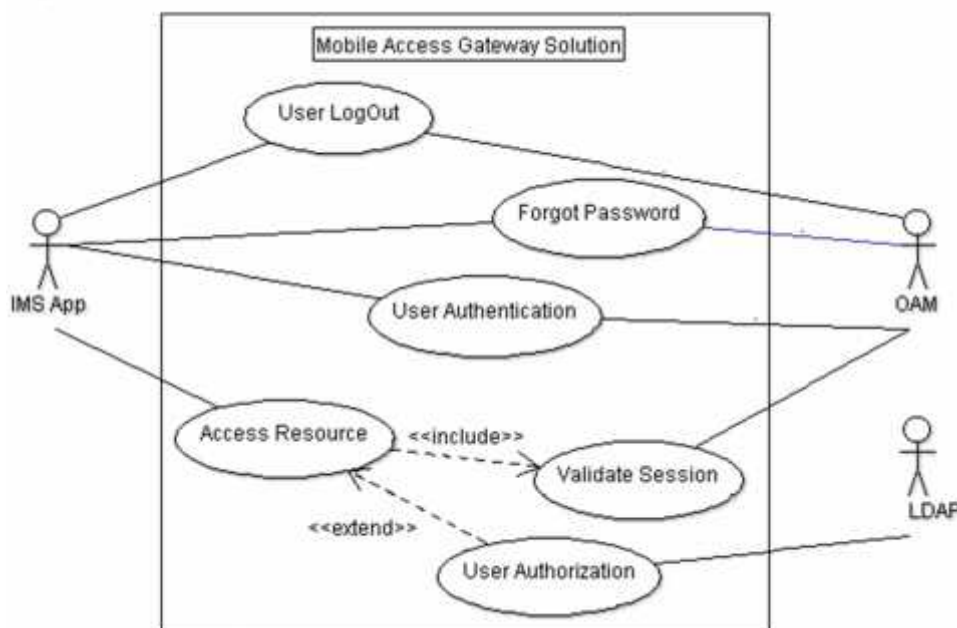 Mobile Access Gateway Solution
User LogOut
Forgot Password
IMS App
User Authentication
OAM
Access Resource
<<include>>
Validate Session
LDAP
<<extend>>
User Authorization